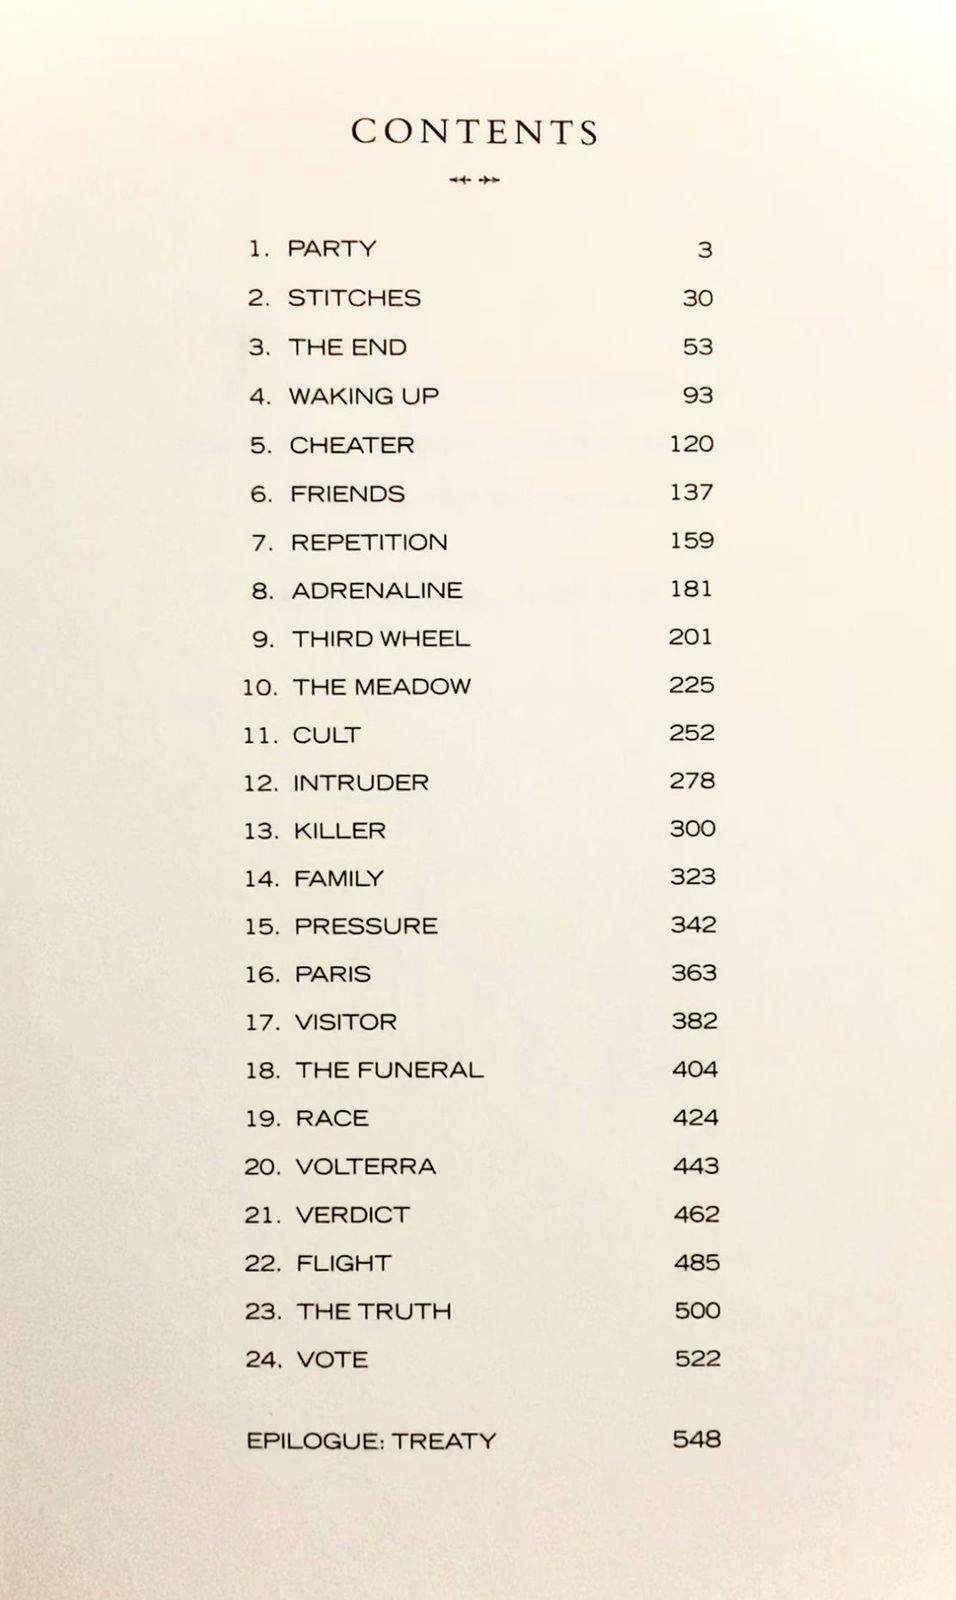 CONTENTS
1. PARTY 3
2. STITCHES 30
3. THE END 53
4. WAKING UP 93
5. CHEATER 120
6. FRIENDS 137
7. REPETITION 159
8. ADRENALINE 181
9. THIRD WHEEL 201
10. THE MEADOW 225
11. CULT 252
12. INTRUDER 278
13. KILLER 300
14. FAMILY 323
15. PRESSURE 342
16. PARIS 363
17. VISITOR 382
18. THE FUNERAL 404
19. RACE 424
20. VOLTERRA 443
21. VERDICT 462
22. FLIGHT 485
23. THE TRUTH 500
24. VOTE 522
EPILOGUE: TREATY 548